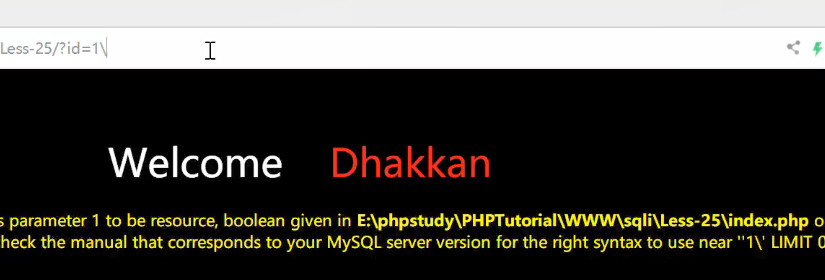 Less-25/?id=1\
Welcome Dhakkan
s parameter 1 to be resource, boolean given in E:\phpstudy\PHPTutorial\WWW\sqli\Less-25\index.php o
heck the manual that corresponds to your MySQL server version for the right syntax to use near ''1\' LIMIT 0